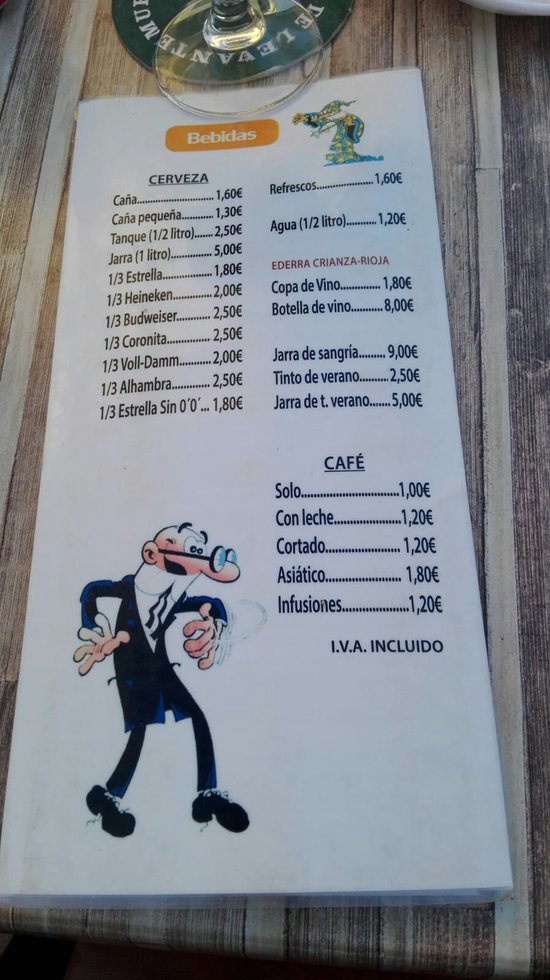 VE LEVANTE MUR
Bebidas
CERVEZA
Caña............................1,60€
Caña pequeña............1,30€
Tanque (1/2 litro).......2,50€
Jarra (1 litro)...............5,00€
1/3 Estrella..................1,80€
1/3 Heineken.............2,00€
1/3 Budweiser...........2,50€
1/3 Coronita..............2,50€
1/3 Voll-Damm..........2,00€
1/3 Alhambra............2,50€
1/3 Estrella Sin 0´0´... 1,80€
Refrescos....................1,60€
Agua (1/2 litro)..........1,20€
EDERRA CRIANZA-RIOJA
Copa de Vino............1,80€
Botella de vino..........8,00€
Jarra de sangría........9,00€
Tinto de verano.........2,50€
Jarra de t. verano......5,00€
CAFÉ
Solo.............................1,00€
Con leche....................1,20€
Cortado...................... 1,20€
Asiático...................... 1,80€
Infusiones...................1,20€
I.V.A. INCLUIDO